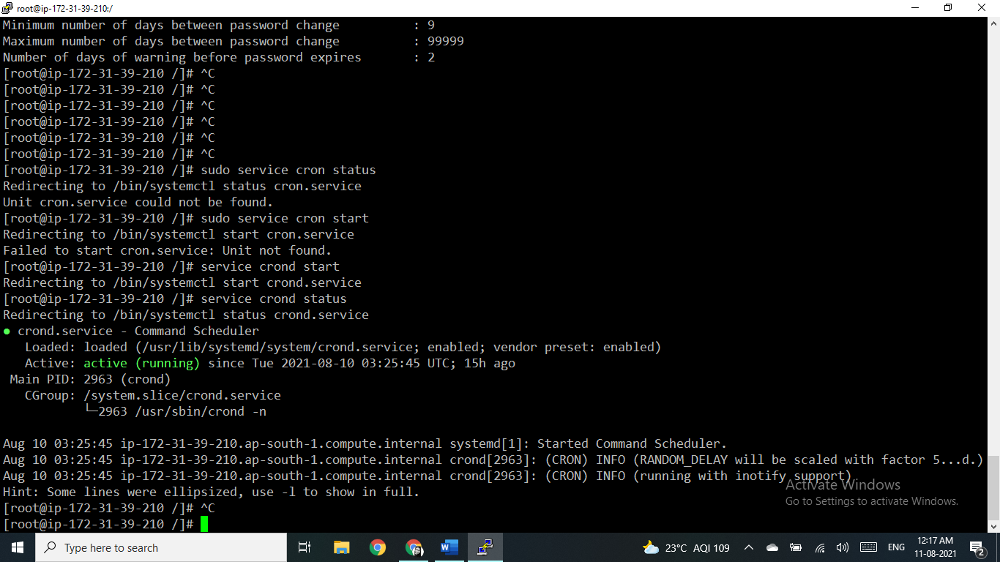 root@ip-172-31-39-210:/
Minimum number of days between password change          : 9
Maximum number of days between password change          : 99999
Number of days of warning before password expires       : 2
[root@ip-172-31-39-210 /]# ^C
[root@ip-172-31-39-210 /]# ^C
[root@ip-172-31-39-210 /]# ^C
[root@ip-172-31-39-210 /]# ^C
[root@ip-172-31-39-210 /]# ^C
[root@ip-172-31-39-210 /]# ^C
[root@ip-172-31-39-210 /]# sudo service cron status
Redirecting to /bin/systemctl status cron.service
Unit cron.service could not be found.
[root@ip-172-31-39-210 /]# sudo service cron start
Redirecting to /bin/systemctl start cron.service
Failed to start cron.service: Unit not found.
[root@ip-172-31-39-210 /]# service crond start
Redirecting to /bin/systemctl start crond.service
[root@ip-172-31-39-210 /]# service crond status
Redirecting to /bin/systemctl status crond.service
● crond.service - Command Scheduler
   Loaded: loaded (/usr/lib/systemd/system/crond.service; enabled; vendor preset: enabled)
   Active: active (running) since Tue 2021-08-10 03:25:45 UTC; 15h ago
 Main PID: 2963 (crond)
   CGroup: /system.slice/crond.service
           └─2963 /usr/sbin/crond -n
Aug 10 03:25:45 ip-172-31-39-210.ap-south-1.compute.internal systemd[1]: Started Command Scheduler.
Aug 10 03:25:45 ip-172-31-39-210.ap-south-1.compute.internal crond[2963]: (CRON) INFO (RANDOM_DELAY will be scaled with factor 5...d.)
Aug 10 03:25:45 ip-172-31-39-210.ap-south-1.compute.internal crond[2963]: (CRON) INFO (running with inotify support)
Hint: Some lines were ellipsized, use -l to show in full.
[root@ip-172-31-39-210 /]# ^C
[root@ip-172-31-39-210 /]#
Activate Windows
Go to Settings to activate Windows.
Type here to search
W
23°C AQI 109
ENG
12:17 AM
11-08-2021
2